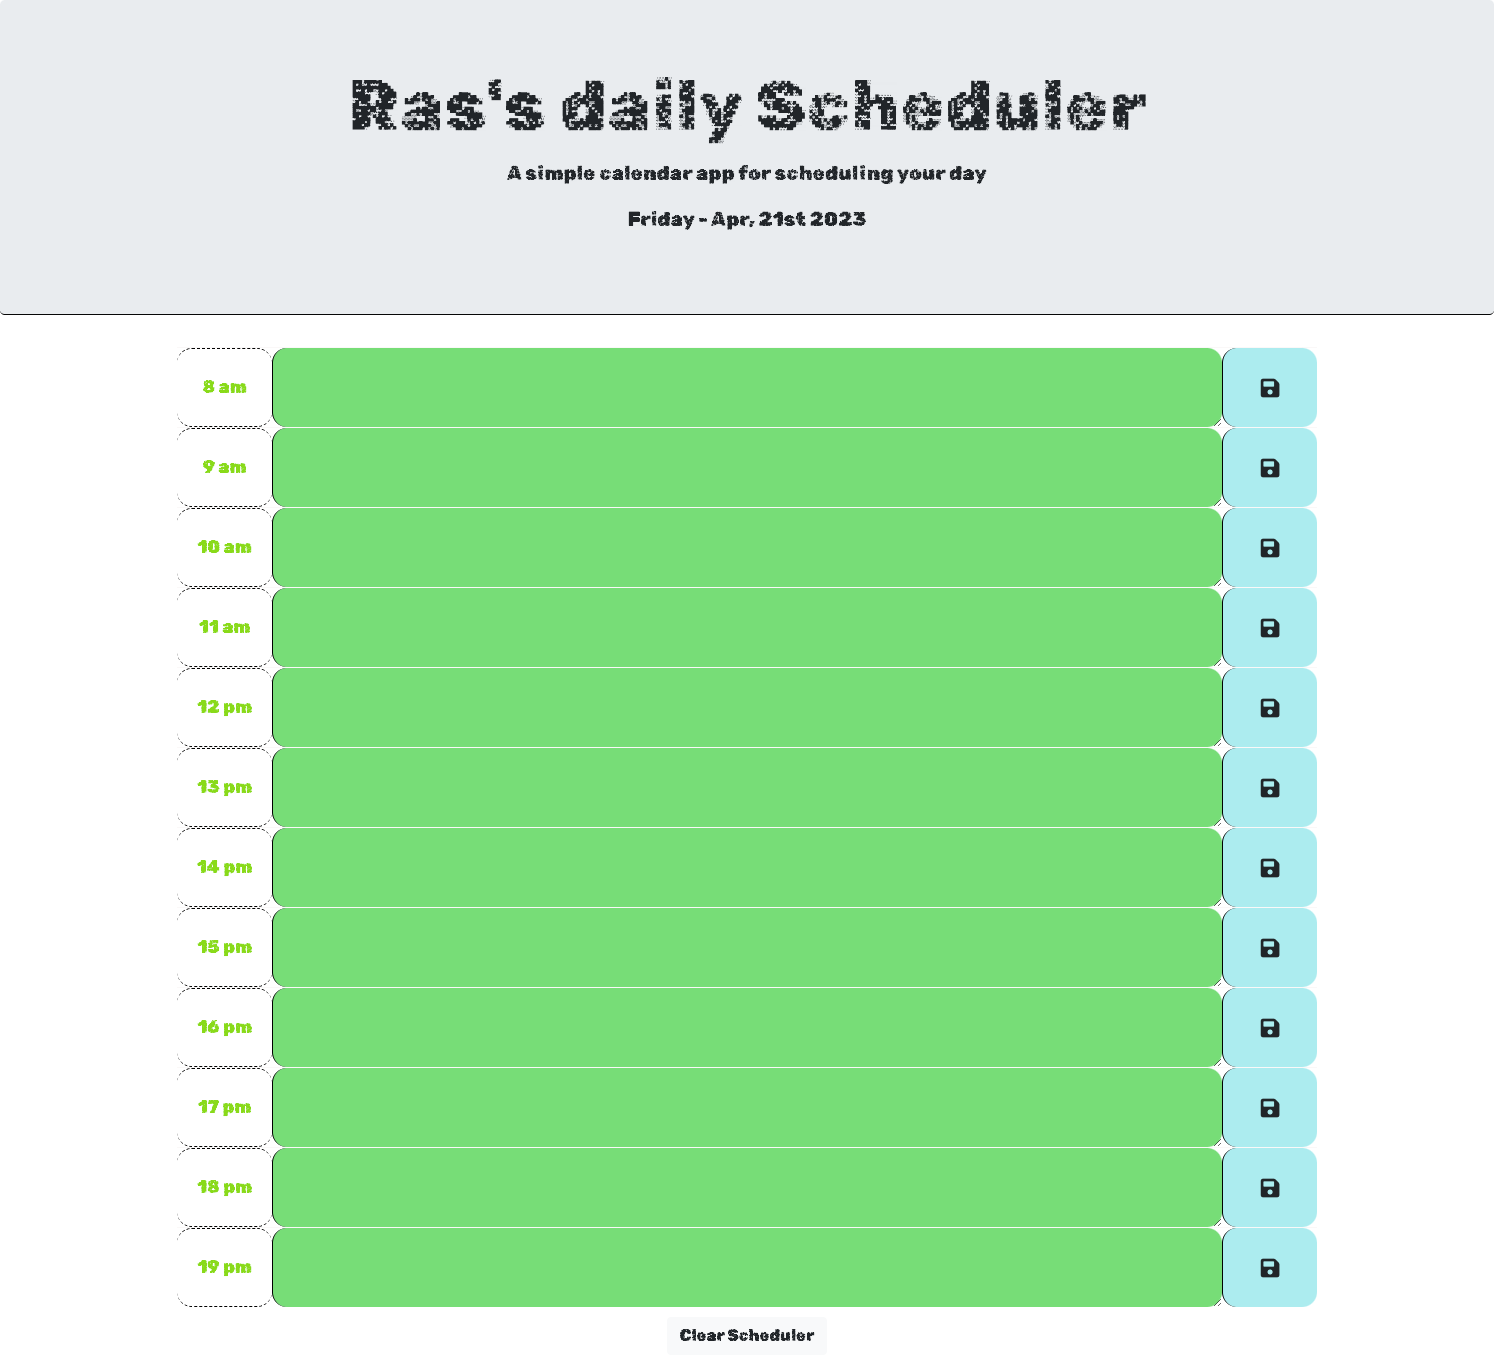 Ras's daily Scheduler
A simple calendar app for scheduling your day
Friday - Apr, 21st 2023
8 am
9 am
10 am
11 am
12 pm
13 pm
14 pm
15 pm
16 pm
17 pm
18 pm
19 pm
Clear Scheduler